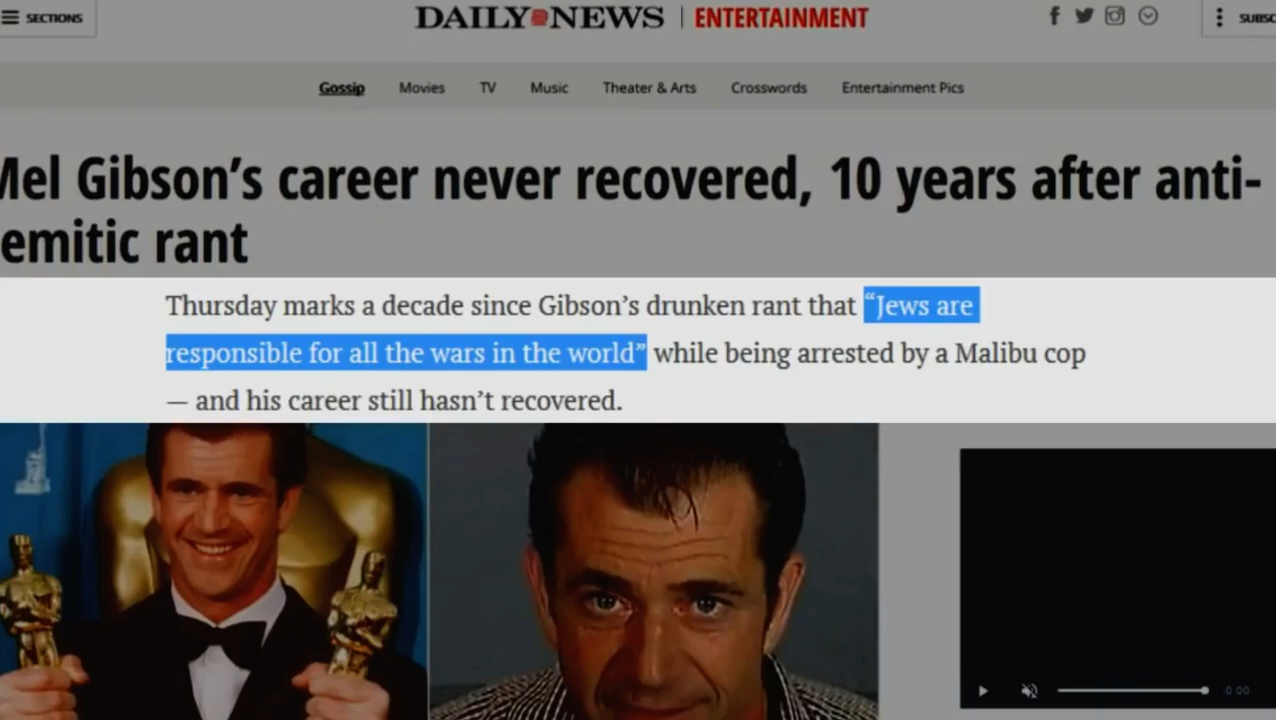 SECTIONS
DAILY NEWS | ENTERTAINMENT
SUBSC
Gossip Movies TV Music Theater & Arts Crosswords Entertainment Pics
Mel Gibson’s career never recovered, 10 years after anti-
emitic rant
Thursday marks a decade since Gibson’s drunken rant that “Jews are
responsible for all the wars in the world” while being arrested by a Malibu cop
— and his career still hasn’t recovered.
-0:00